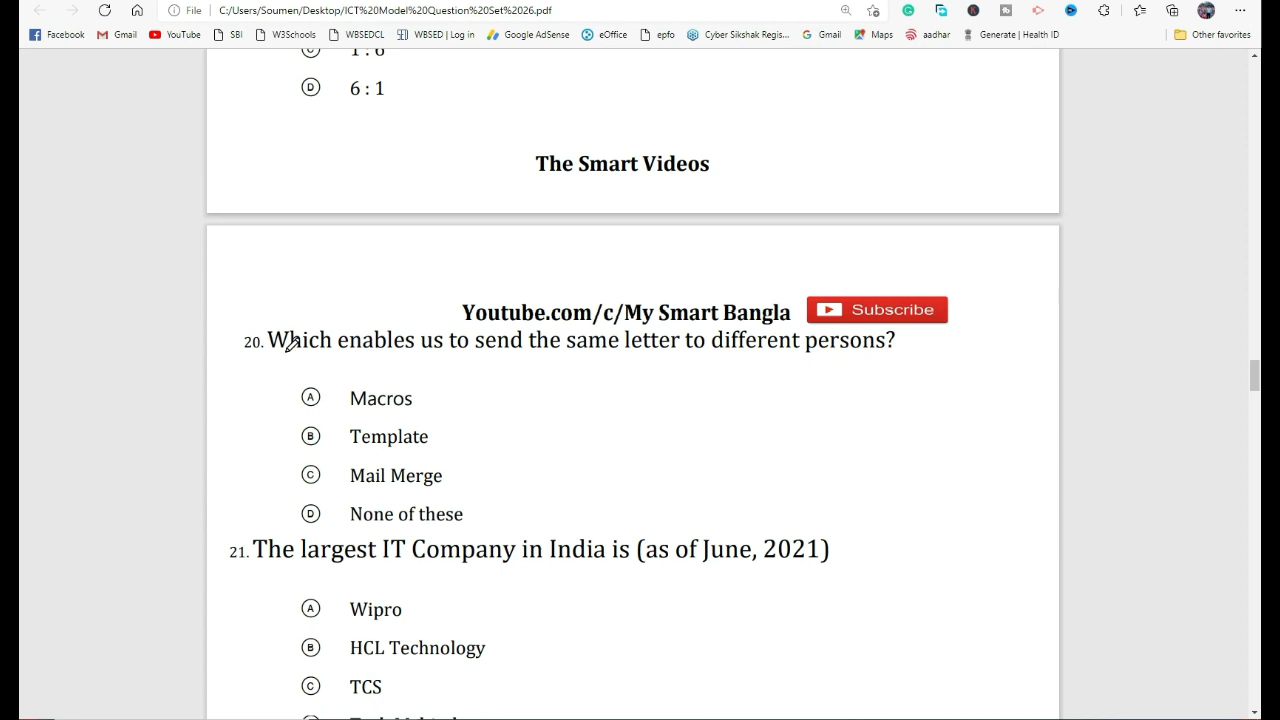 File C:/Users/Soumen/Desktop/ICT%20Model%20Question%20Set%2026.pdf
Facebook Gmail YouTube SBI W3Schools WBSEDCL WBSED | Log in Google AdSense eOffice epfo Cyber Sikshak Regis... Gmail Maps aadhar Generate | Health ID Other favorites
C 1 : 6
D 6 : 1
The Smart Videos
Youtube.com/c/My Smart Bangla Subscribe
20. Which enables us to send the same letter to different persons?
A Macros
B Template
C Mail Merge
D None of these
21. The largest IT Company in India is (as of June, 2021)
A Wipro
B HCL Technology
C TCS